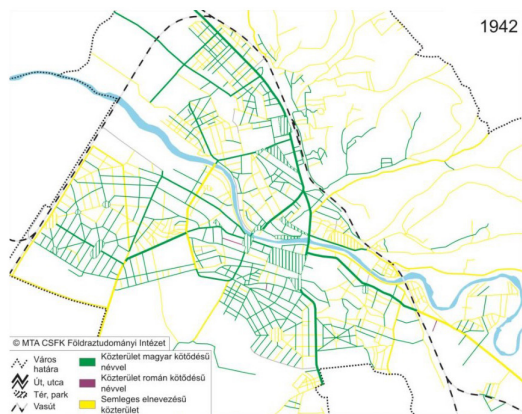 1942
© MTA CSFK Földrajztudományi Intézet
Város
határa
Út, utca
Tér, park
Vasút
Közterület magyar kötődésű
névvel
Közterület román kötődésű
névvel
Semleges elnevezésű
közterület